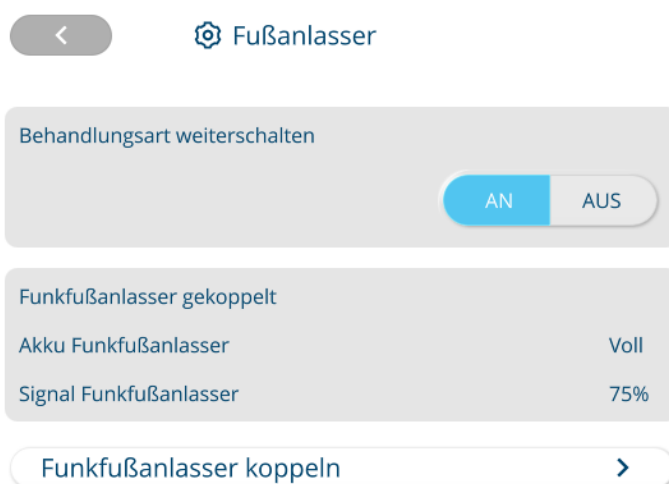 Fußanlasser
Behandlungsart weiterschalten
AN AUS
Funkfußanlasser gekoppelt
Akku Funkfußanlasser Voll
Signal Funkfußanlasser 75%
Funkfußanlasser koppeln